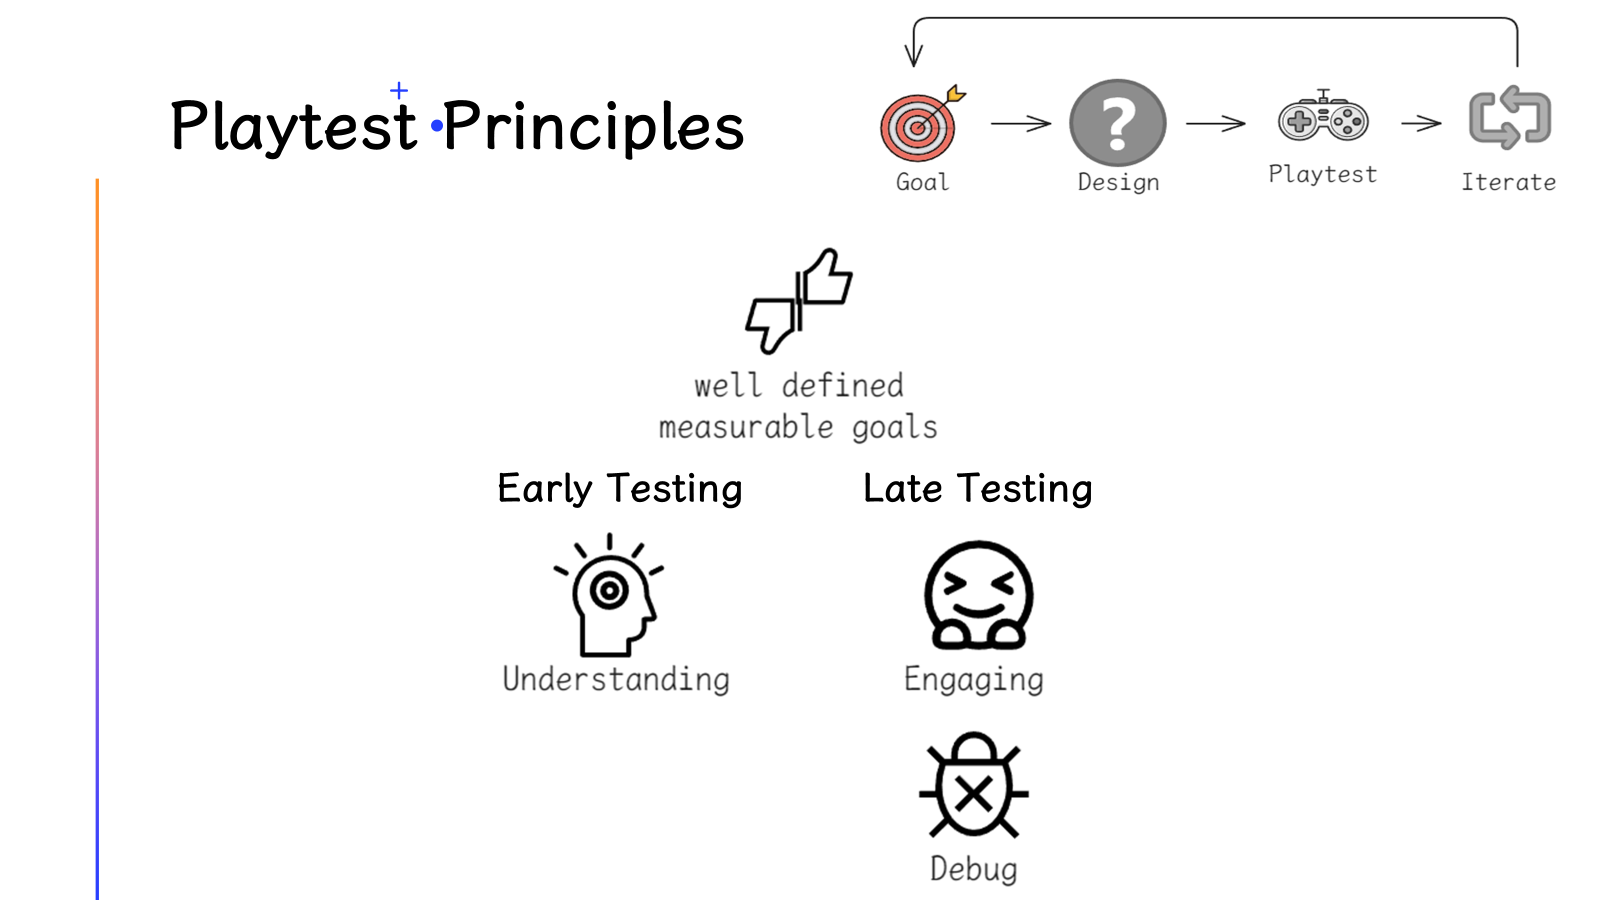 Playtest Principles
Goal
Design
?
Playtest
Iterate
well defined
measurable goals
Early Testing
Late Testing
Understanding
Engaging
Debug